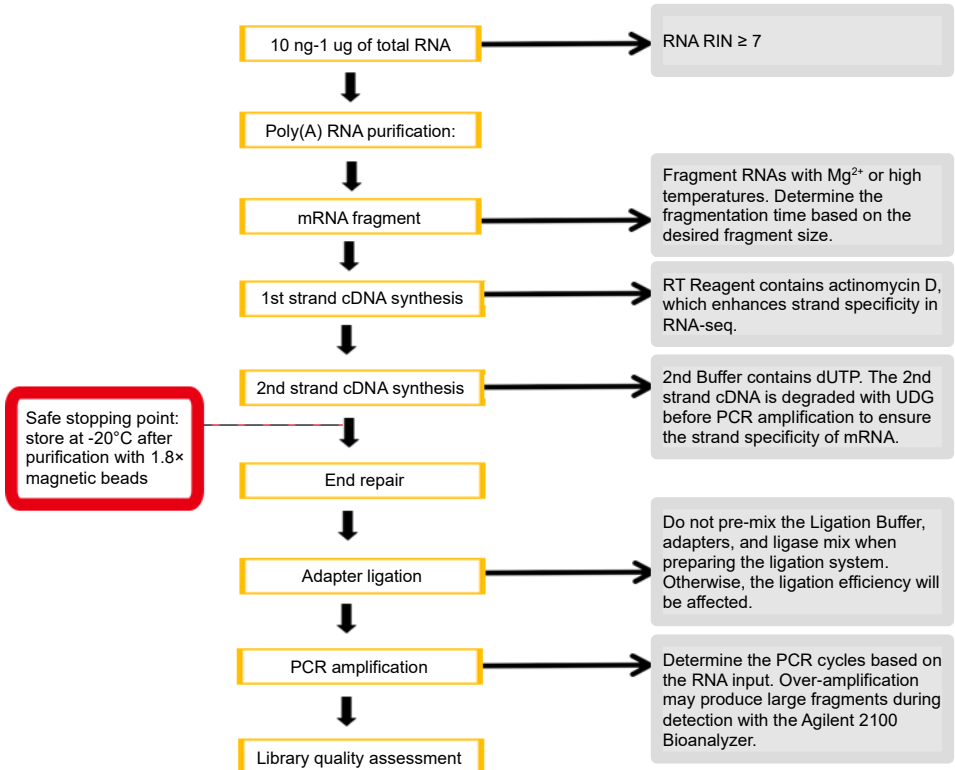 10 ng-1 ug of total RNA
RNA RIN ≥ 7
Poly(A) RNA purification:
mRNA fragment
Fragment RNAs with Mg²⁺ or high
temperatures. Determine the
fragmentation time based on the
desired fragment size.
1st strand cDNA synthesis
RT Reagent contains actinomycin D,
which enhances strand specificity in
RNA-seq.
2nd strand cDNA synthesis
2nd Buffer contains dUTP. The 2nd
strand cDNA is degraded with UDG
before PCR amplification to ensure
the strand specificity of mRNA.
Safe stopping point:
store at -20°C after
purification with 1.8×
magnetic beads
End repair
Adapter ligation
Do not pre-mix the Ligation Buffer,
adapters, and ligase mix when
preparing the ligation system.
Otherwise, the ligation efficiency will
be affected.
PCR amplification
Determine the PCR cycles based on
the RNA input. Over-amplification
may produce large fragments during
detection with the Agilent 2100
Bioanalyzer.
Library quality assessment